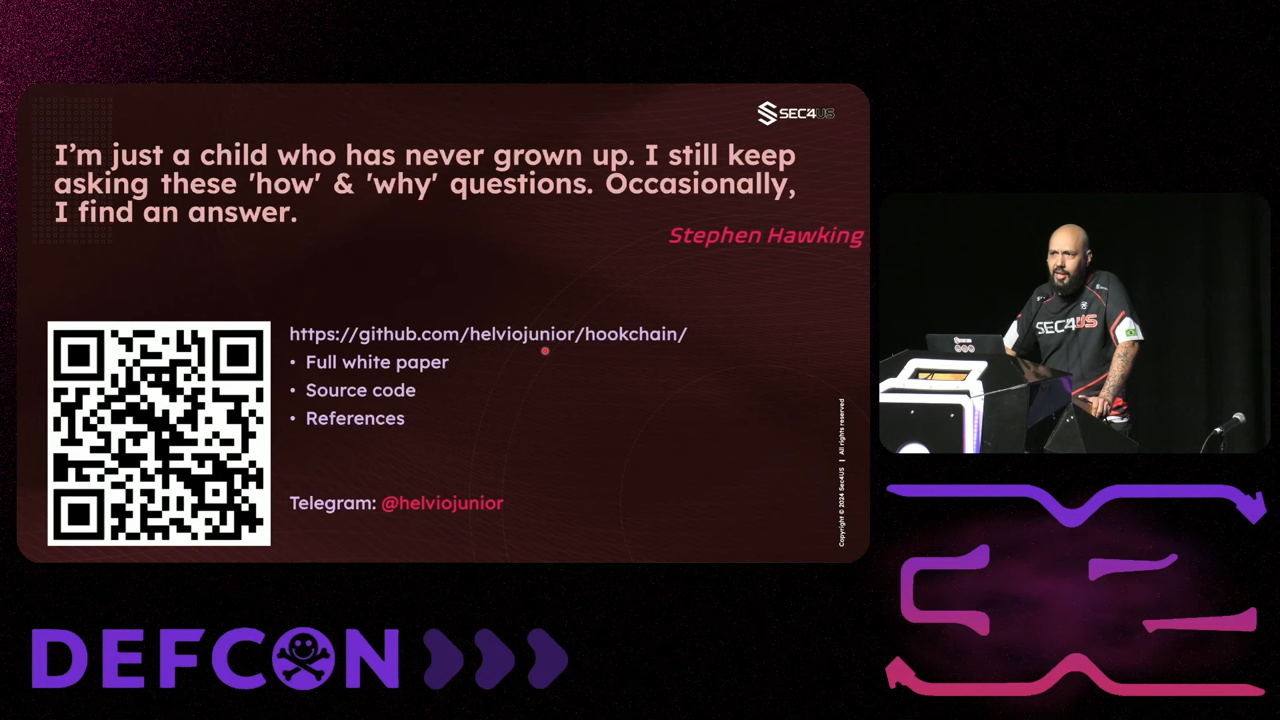 SEC4US
I'm just a child who has never grown up. I still keep
asking these 'how' & 'why' questions. Occasionally,
I find an answer.
Stephen Hawking
https://github.com/helviojunior/hookchain/
• Full white paper
• Source code
• References
Telegram: @helviojunior
Copyright © 2024 Sec4US | All rights reserved
SEC4US
DEFCON